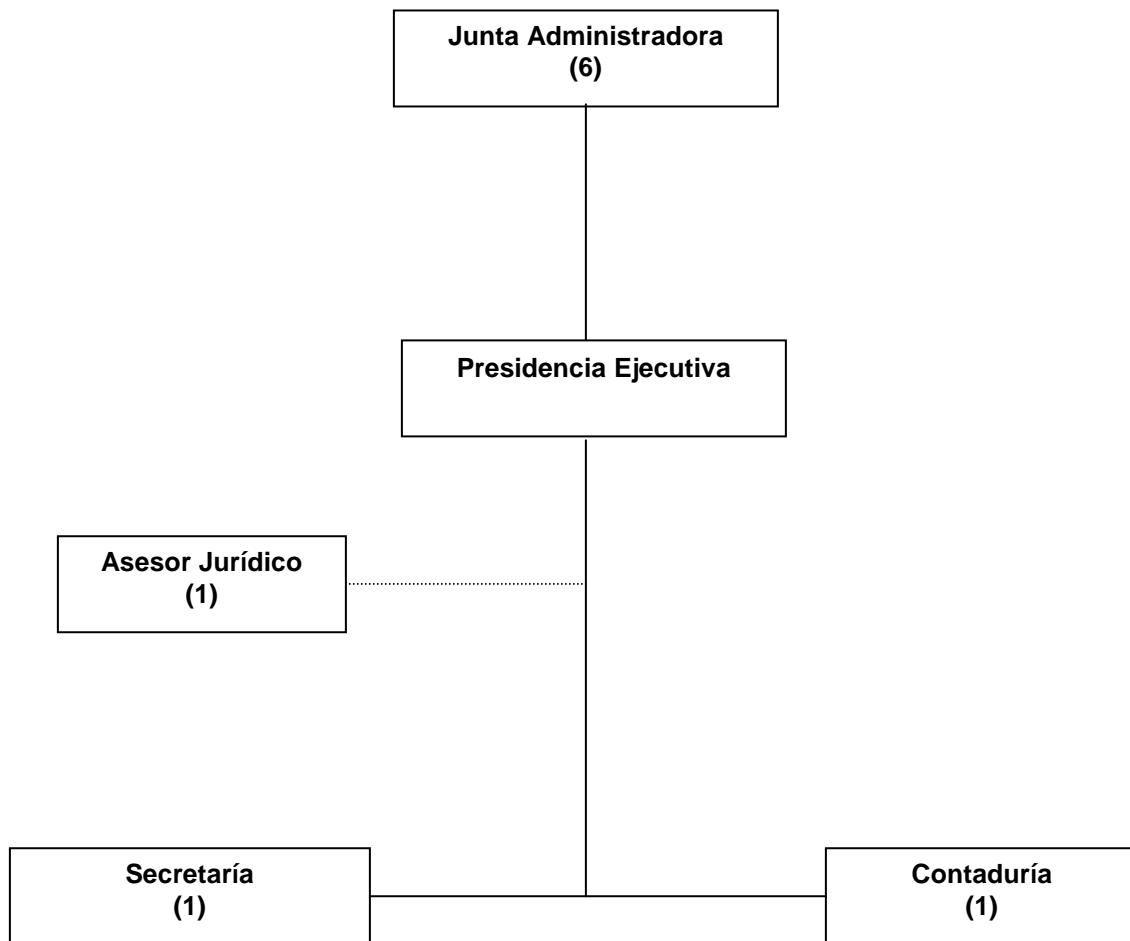 Junta Administradora
(6)
Presidencia Ejecutiva
Asesor Jurídico
(1)
Secretaría
(1)
Contaduría
(1)